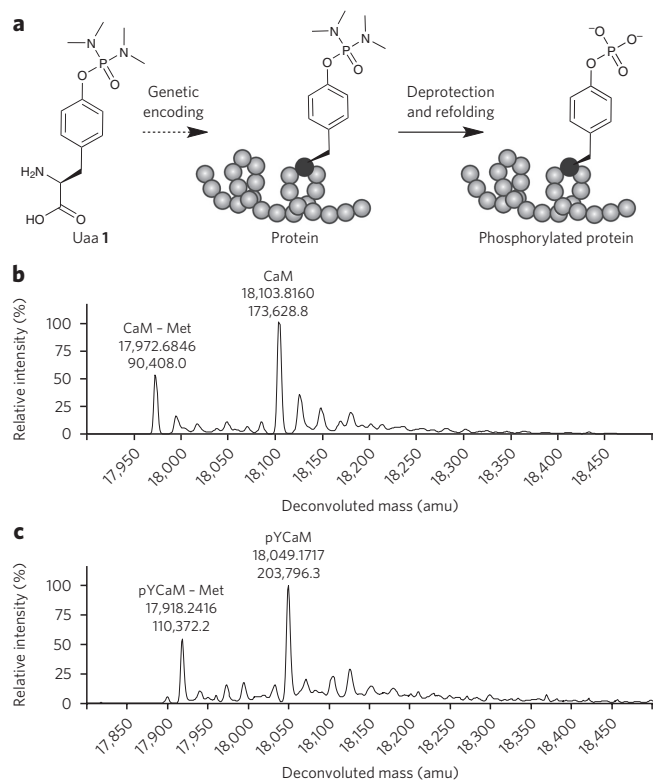 a
N
N
P
O
O
H₂N
HO
O
Uaa 1
Genetic
encoding
N
N
P
O
O
Protein
Deprotection
and refolding
⁻O
O⁻
P
O
O
Phosphorylated protein
b
Relative intensity (%)
100
75
50
25
0
CaM – Met
17,972.6846
90,408.0
CaM
18,103.8160
173,628.8
17,950
18,000
18,050
18,100
18,150
18,200
18,250
18,300
18,350
18,400
18,450
Deconvoluted mass (amu)
c
Relative intensity (%)
100
75
50
25
0
pYCaM – Met
17,918.2416
110,372.2
pYCaM
18,049.1717
203,796.3
17,850
17,900
17,950
18,000
18,050
18,100
18,150
18,200
18,250
18,300
18,350
18,400
18,450
Deconvoluted mass (amu)